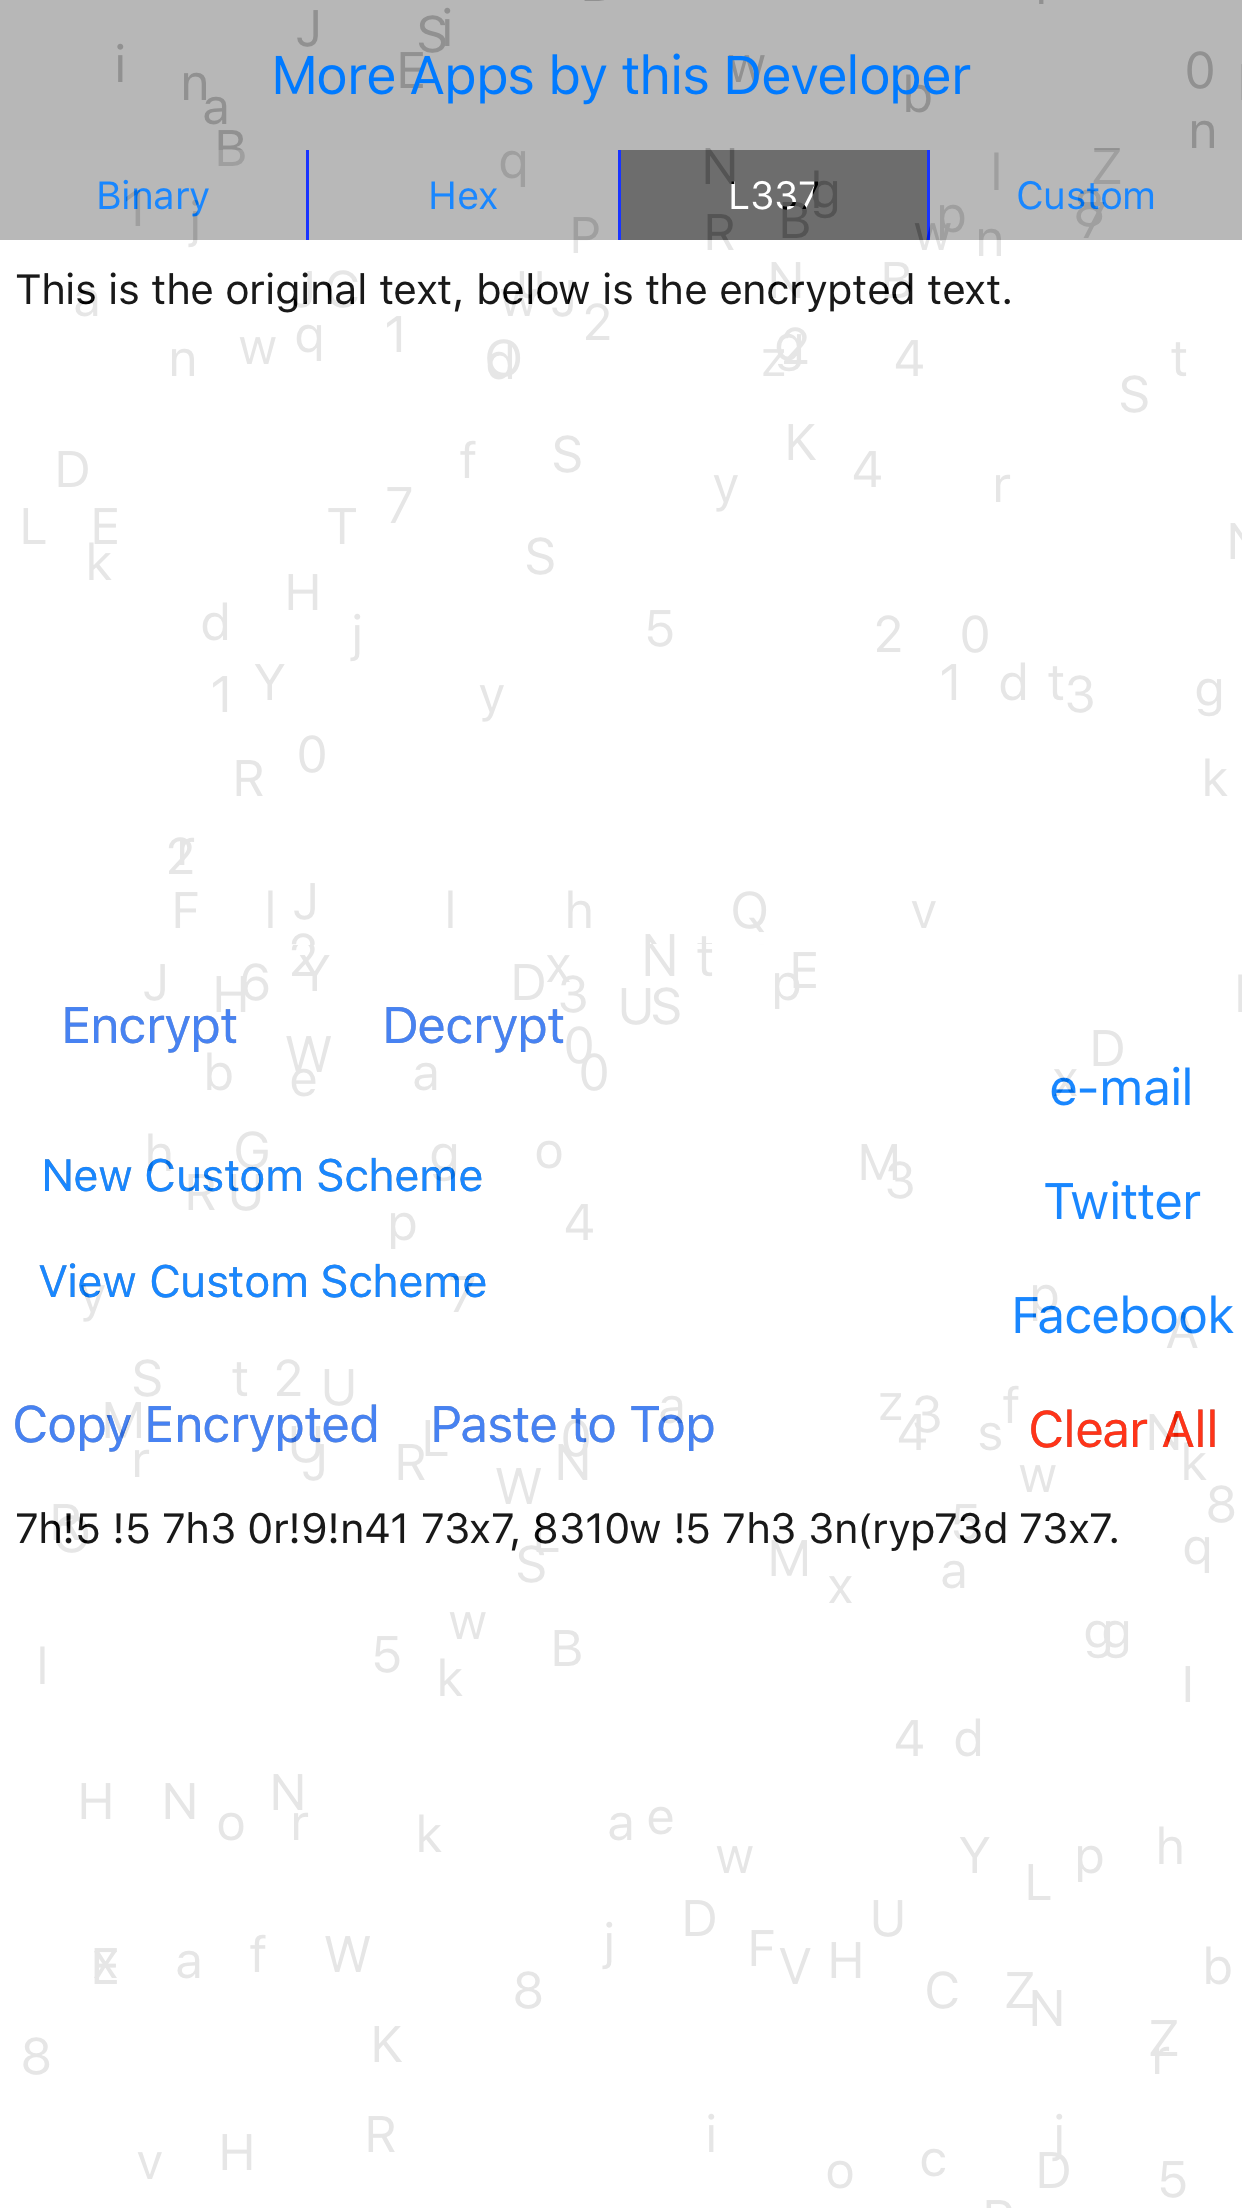 More Apps by this Developer
Binary Hex L337 Custom
This is the original text, below is the encrypted text.
Encrypt Decrypt
e-mail
New Custom Scheme
Twitter
View Custom Scheme
Facebook
Copy Encrypted Paste to Top Clear All
7h!5 !5 7h3 0r!9!n41 73x7, 8310w !5 7h3 3n(ryp73d 73x7.